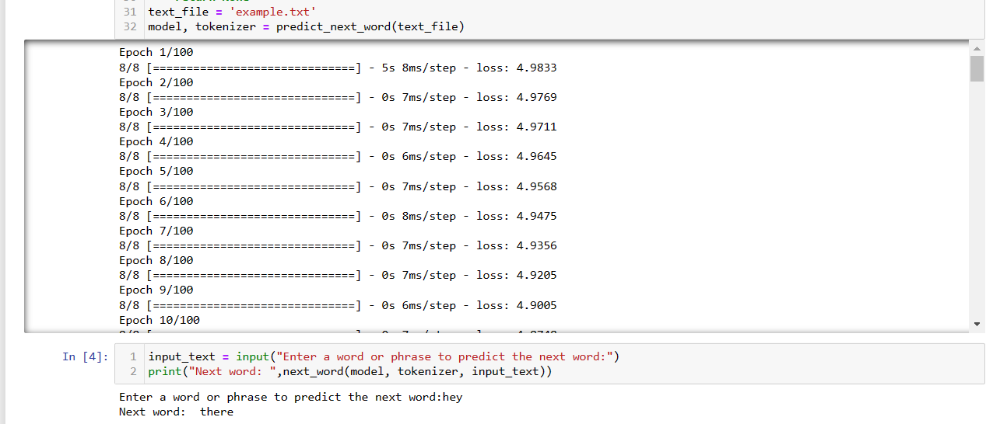 31 text_file = 'example.txt'
32 model, tokenizer = predict_next_word(text_file)
Epoch 1/100
8/8 [==============================] - 5s 8ms/step - loss: 4.9833
Epoch 2/100
8/8 [==============================] - 0s 7ms/step - loss: 4.9769
Epoch 3/100
8/8 [==============================] - 0s 7ms/step - loss: 4.9711
Epoch 4/100
8/8 [==============================] - 0s 6ms/step - loss: 4.9645
Epoch 5/100
8/8 [==============================] - 0s 7ms/step - loss: 4.9568
Epoch 6/100
8/8 [==============================] - 0s 8ms/step - loss: 4.9475
Epoch 7/100
8/8 [==============================] - 0s 7ms/step - loss: 4.9356
Epoch 8/100
8/8 [==============================] - 0s 7ms/step - loss: 4.9205
Epoch 9/100
8/8 [==============================] - 0s 6ms/step - loss: 4.9005
Epoch 10/100
In [4]: 1 input_text = input("Enter a word or phrase to predict the next word:")
2 print("Next word: ",next_word(model, tokenizer, input_text))
Enter a word or phrase to predict the next word:hey
Next word:  there